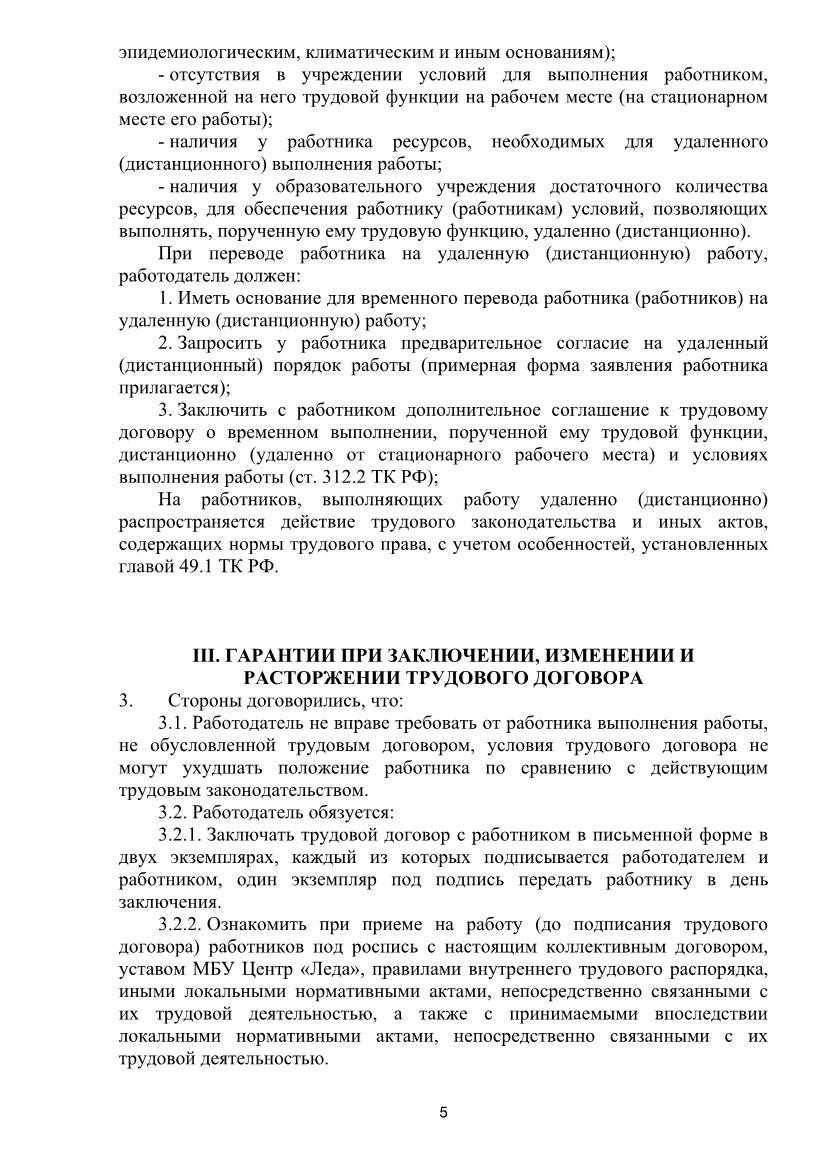 эпидемиологическим, климатическим и иным основаниям);
- отсутствия в учреждении условий для выполнения работником,
возложенной на него трудовой функции на рабочем месте (на стационарном
месте его работы);
- наличия у работника ресурсов, необходимых для удаленного
(дистанционного) выполнения работы;
- наличия у образовательного учреждения достаточного количества
ресурсов, для обеспечения работнику (работникам) условий, позволяющих
выполнять, порученную ему трудовую функцию, удаленно (дистанционно).
При переводе работника на удаленную (дистанционную) работу,
работодатель должен:
1. Иметь основание для временного перевода работника (работников) на
удаленную (дистанционную) работу;
2. Запросить у работника предварительное согласие на удаленный
(дистанционный) порядок работы (примерная форма заявления работника
прилагается);
3. Заключить с работником дополнительное соглашение к трудовому
договору о временном выполнении, порученной ему трудовой функции,
дистанционно (удаленно от стационарного рабочего места) и условиях
выполнения работы (ст. 312.2 ТК РФ);
На работников, выполняющих работу удаленно (дистанционно)
распространяется действие трудового законодательства и иных актов,
содержащих нормы трудового права, с учетом особенностей, установленных
главой 49.1 ТК РФ.
III. ГАРАНТИИ ПРИ ЗАКЛЮЧЕНИИ, ИЗМЕНЕНИИ И
РАСТОРЖЕНИИ ТРУДОВОГО ДОГОВОРА
3. Стороны договорились, что:
3.1. Работодатель не вправе требовать от работника выполнения работы,
не обусловленной трудовым договором, условия трудового договора не
могут ухудшать положение работника по сравнению с действующим
трудовым законодательством.
3.2. Работодатель обязуется:
3.2.1. Заключать трудовой договор с работником в письменной форме в
двух экземплярах, каждый из которых подписывается работодателем и
работником, один экземпляр под подпись передать работнику в день
заключения.
3.2.2. Ознакомить при приеме на работу (до подписания трудового
договора) работников под роспись с настоящим коллективным договором,
уставом МБУ Центр «Леда», правилами внутреннего трудового распорядка,
иными локальными нормативными актами, непосредственно связанными с
их трудовой деятельностью, а также с принимаемыми впоследствии
локальными нормативными актами, непосредственно связанными с их
трудовой деятельностью.
5